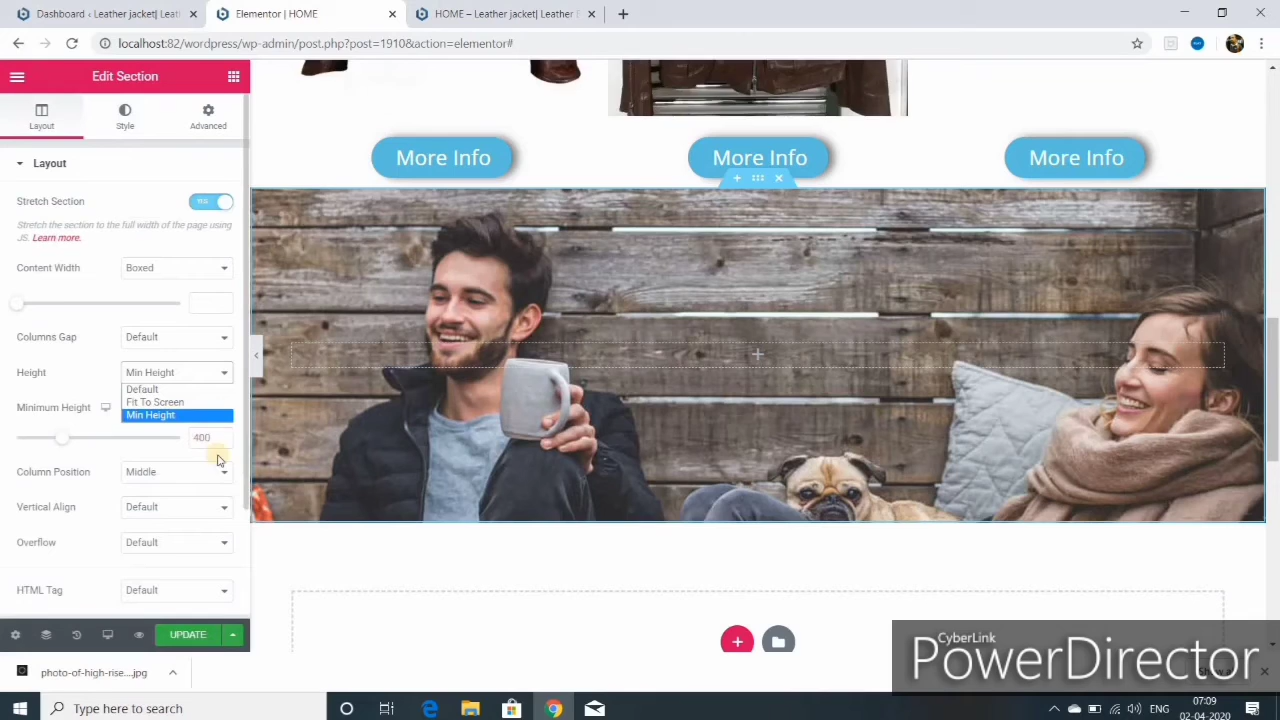 Dashboard ‹ Leather jacket| Leatl
Elementor | HOME
HOME – Leather jacket| Leather E
localhost:82/wordpress/wp-admin/post.php?post=1910&action=elementor#
Edit Section
Layout
Style
Advanced
Layout
Stretch Section
YES
Stretch the section to the full width of the page using
JS. Learn more.
Content Width
Boxed
Columns Gap
Default
Height
Min Height
Default
Fit To Screen
Min Height
Minimum Height
400
Column Position
Middle
Vertical Align
Default
Overflow
Default
HTML Tag
Default
UPDATE
More Info
More Info
More Info
photo-of-high-rise....jpg
CyberLink
PowerDirector
Type here to search
ENG
07:09
02-04-2020